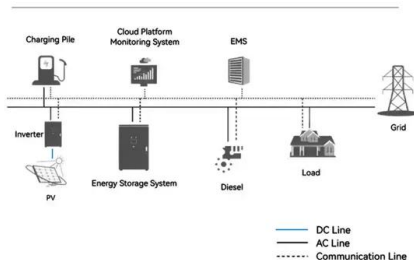 Charging Pile
Cloud Platform
Monitoring System
EMS
Grid
Inverter
PV
Energy Storage System
Diesel
Load
DC Line
AC Line
Communication Line